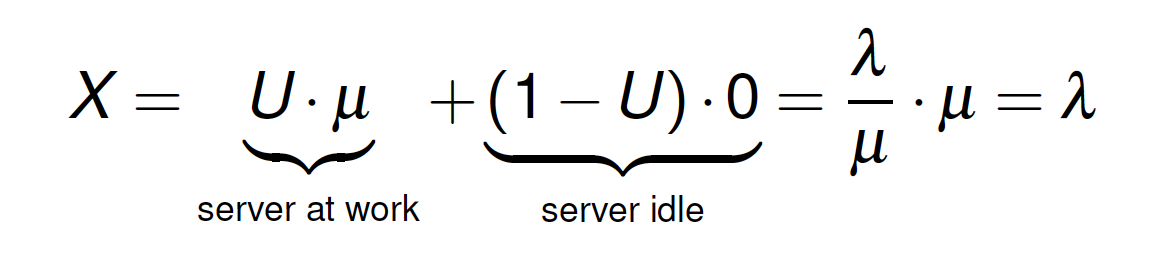 X = U · μ + (1 − U) · 0 = λ/μ · μ = λ
server at work server idle